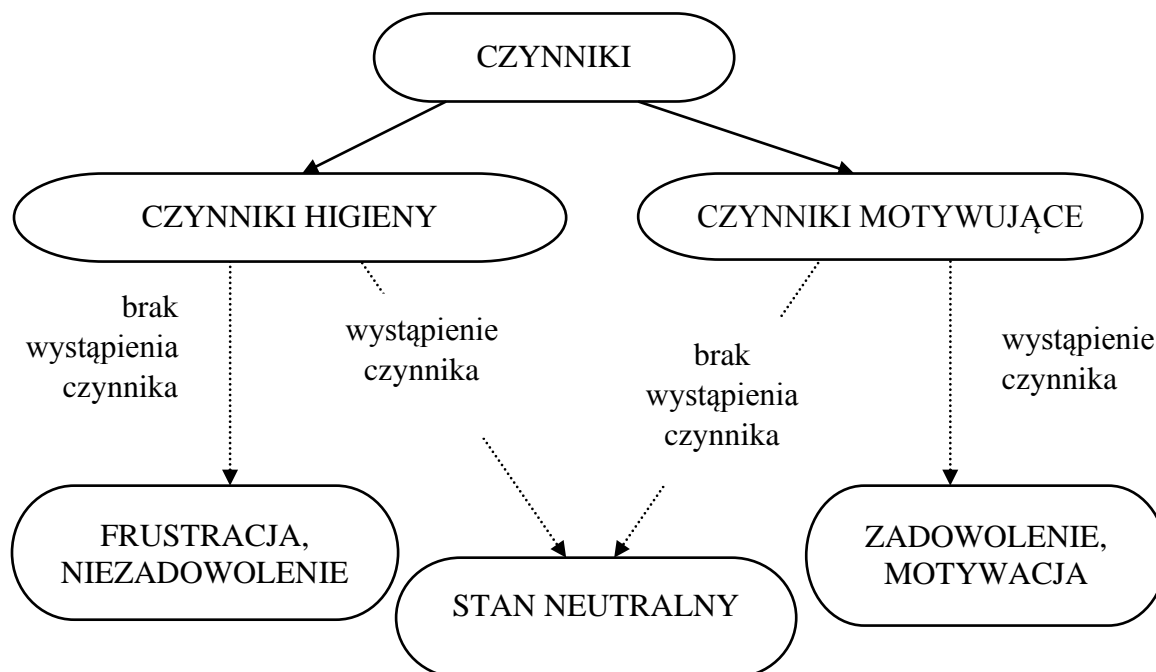 CZYNNIKI
CZYNNIKI HIGIENY
CZYNNIKI MOTYWUJĄCE
brak
wystąpienia
czynnika
wystąpienie
czynnika
brak
wystąpienia
czynnika
wystąpienie
czynnika
FRUSTRACJA,
NIEZADOWOLENIE
STAN NEUTRALNY
ZADOWOLENIE,
MOTYWACJA